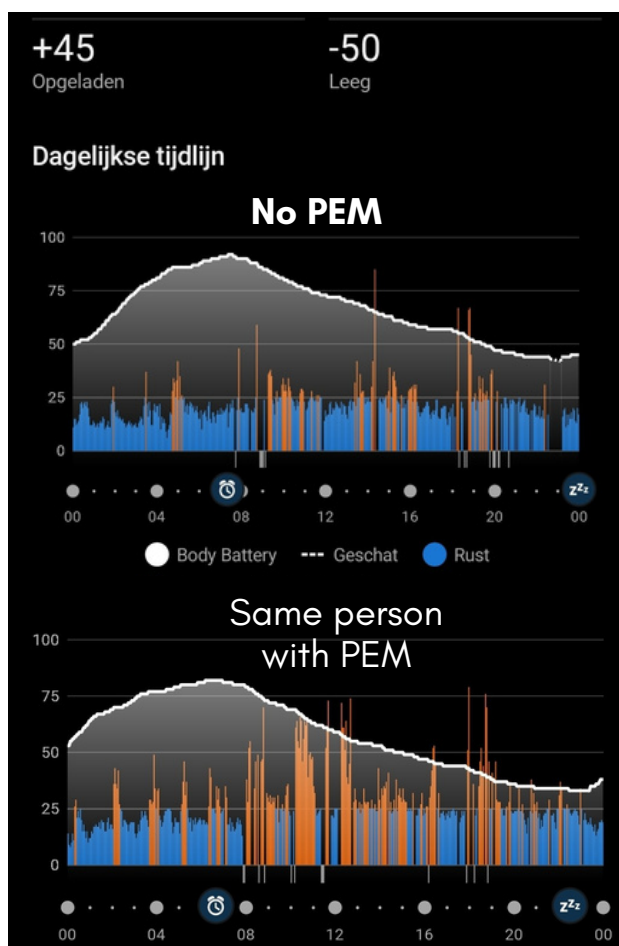 +45 -50
Opgeladen Leeg
Dagelijkse tijdlijn
No PEM
100
75
50
25
0
zzz
00 04 08 12 16 20 00
Body Battery Geschat Rust
Same person
with PEM
100
75
50
25
0
zzz
00 04 08 12 16 20 00